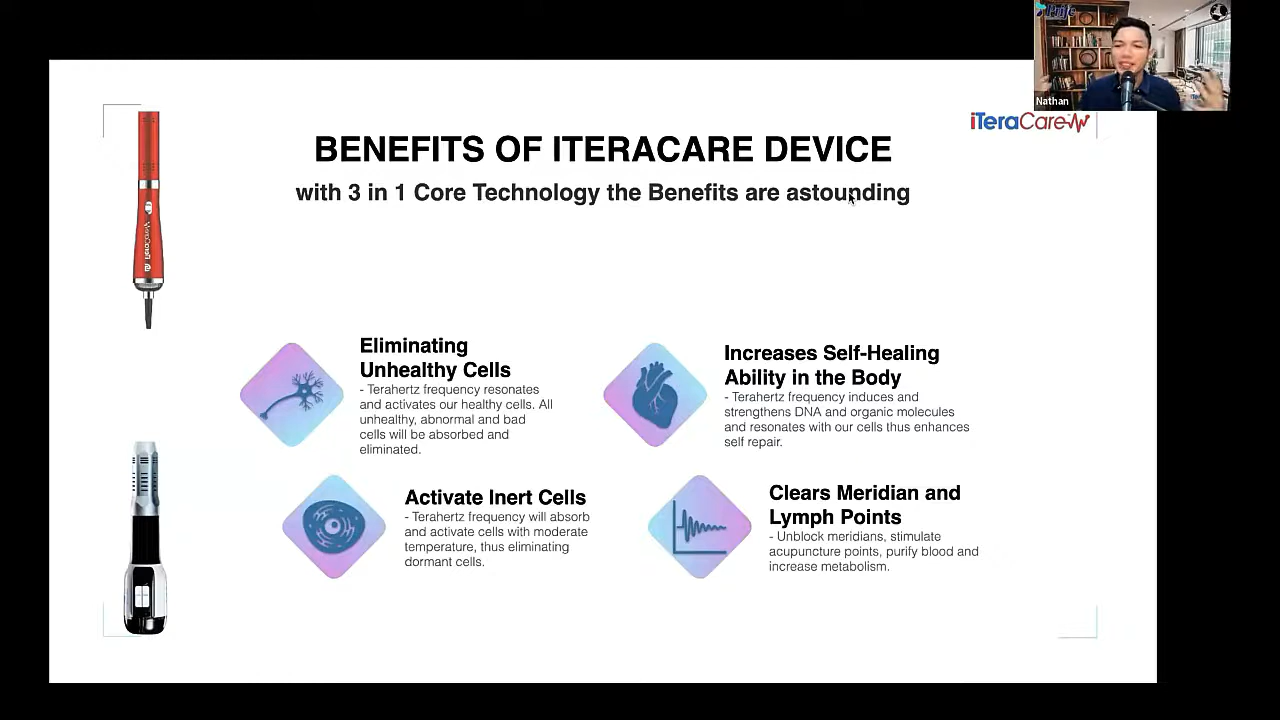 Prife
Nathan
iTeraCare
BENEFITS OF ITERACARE DEVICE
with 3 in 1 Core Technology the Benefits are astounding
Eliminating
Unhealthy Cells
- Terahertz frequency resonates
and activates our healthy cells. All
unhealthy, abnormal and bad
cells will be absorbed and
eliminated.
Increases Self-Healing
Ability in the Body
- Terahertz frequency induces and
strengthens DNA and organic molecules
and resonates with our cells thus enhances
self repair.
Activate Inert Cells
- Terahertz frequency will absorb
and activate cells with moderate
temperature, thus eliminating
dormant cells.
Clears Meridian and
Lymph Points
- Unblock meridians, stimulate
acupuncture points, purify blood and
increase metabolism.